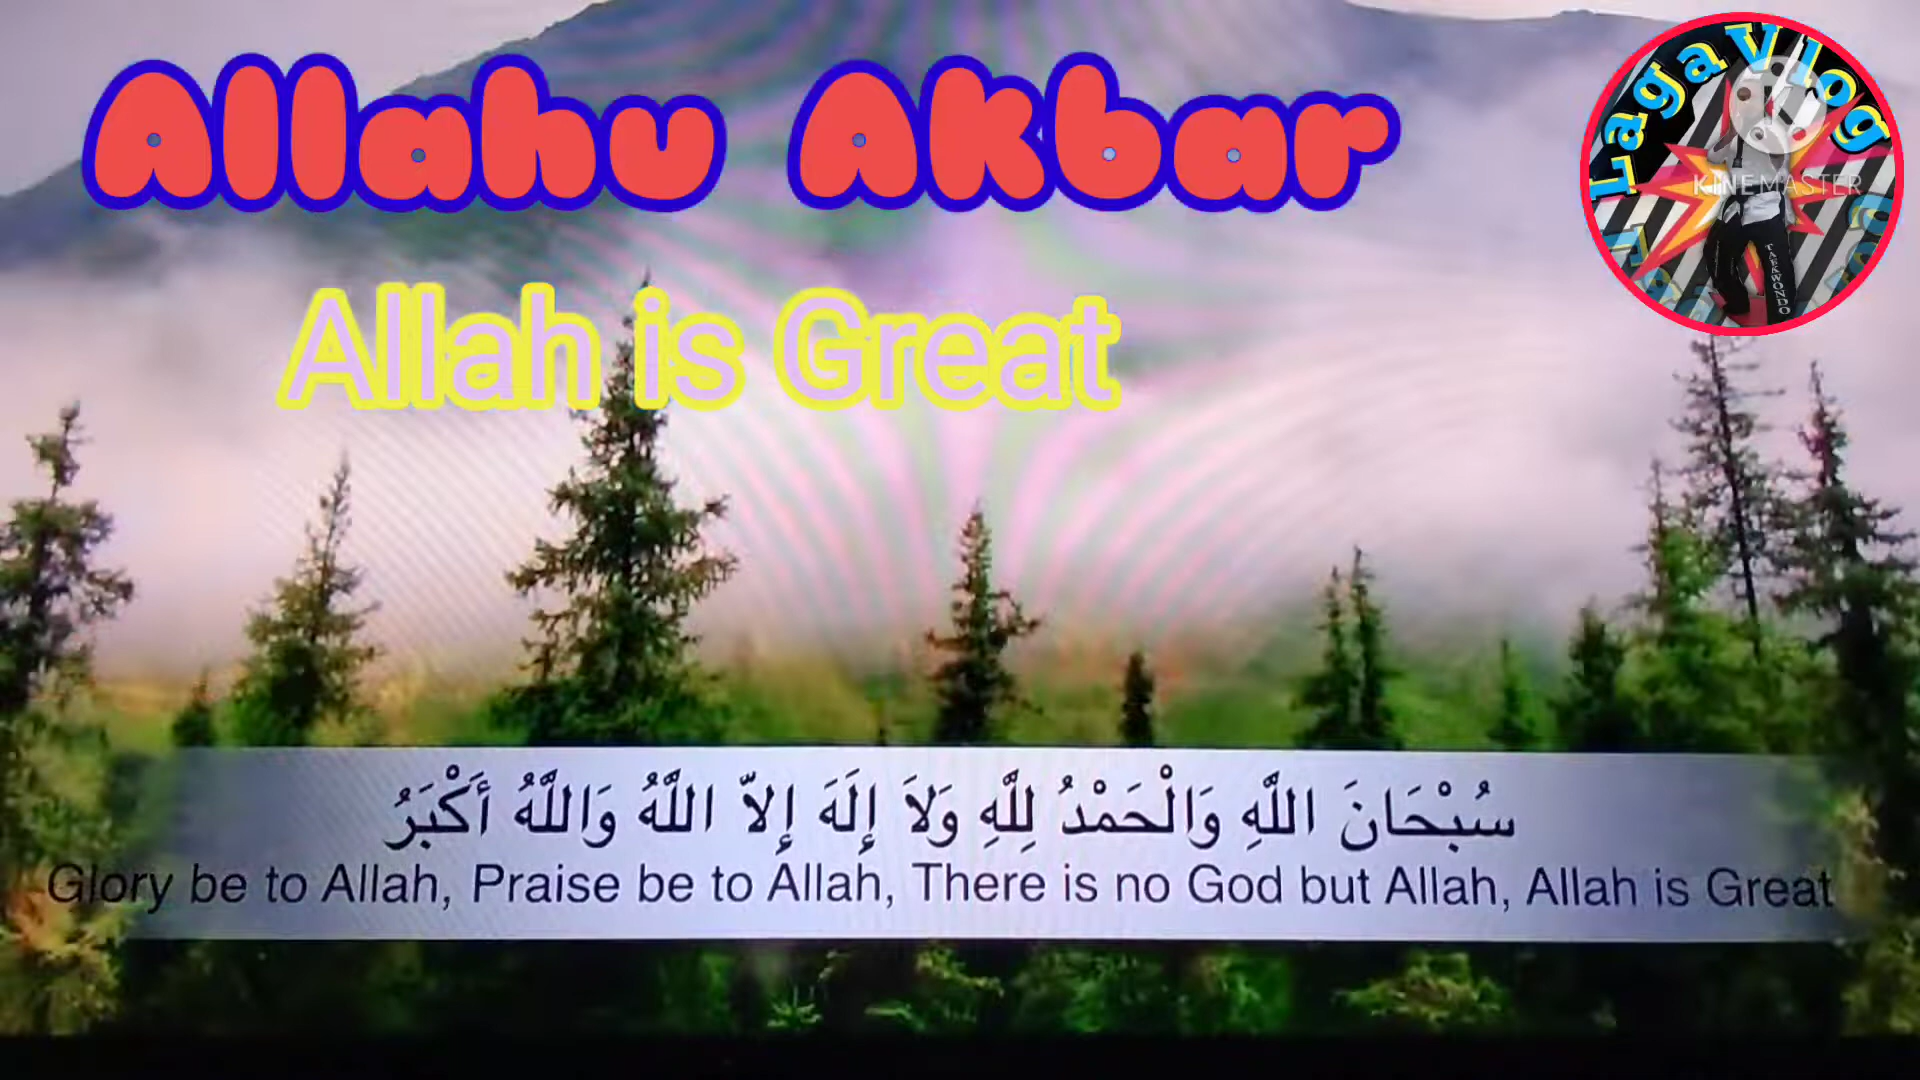 Allahu Akbar
Allah is Great
LagaVlog
KINEMASTER
TAEKWONDO
سُبْحَانَ اللَّهِ وَالْحَمْدُ لِلَّهِ وَلاَ إِلَهَ إِلاَّ اللَّهُ وَاللَّهُ أَكْبَرُ
Glory be to Allah, Praise be to Allah, There is no God but Allah, Allah is Great